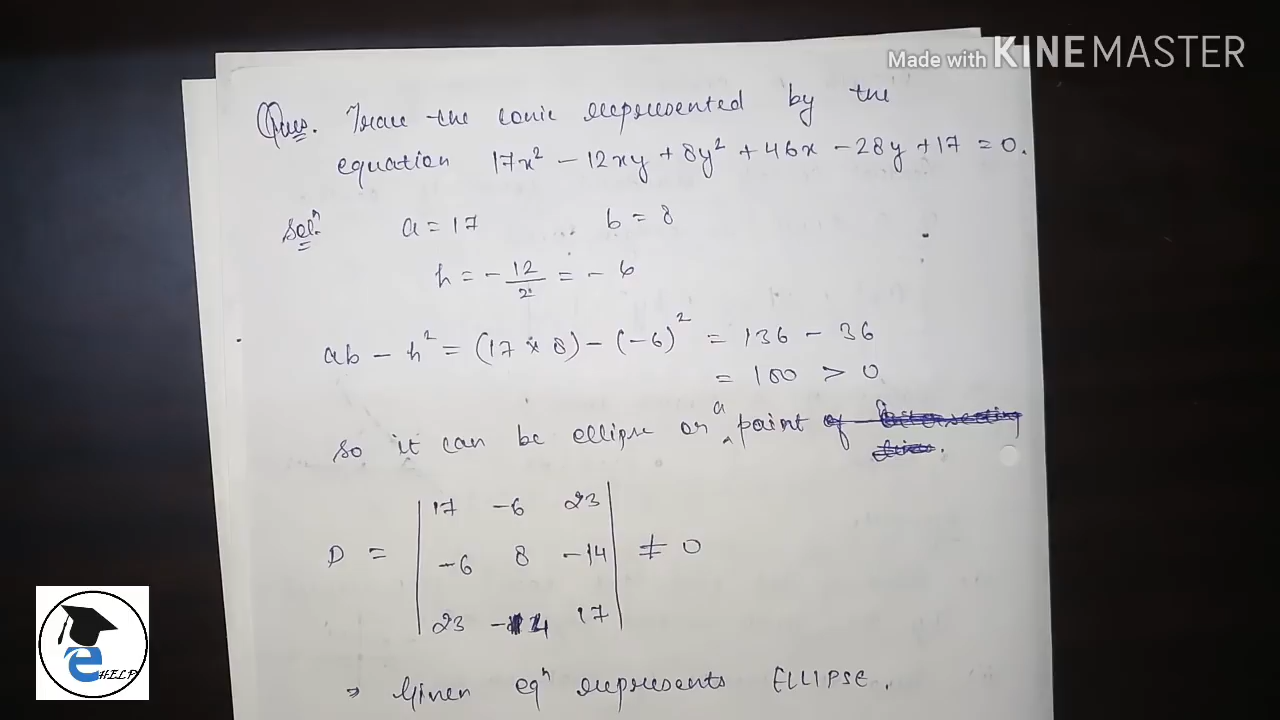 Made with KINEMASTER
Ques. Trace the conic represented by the
equation 17x² - 12xy + 8y² + 46x - 28y + 17 = 0.
Solⁿ. a = 17 b = 8
h = - 12/2 = - 6
ab - h² = (17 × 8) - (-6)² = 136 - 36
= 100 > 0
so it can be ellipse or a point
D = | 17 -6 23 |
| -6 8 -14 | ≠ 0
| 23 -14 17 |
⇒ Given eqⁿ represents ELLIPSE.
e HELP